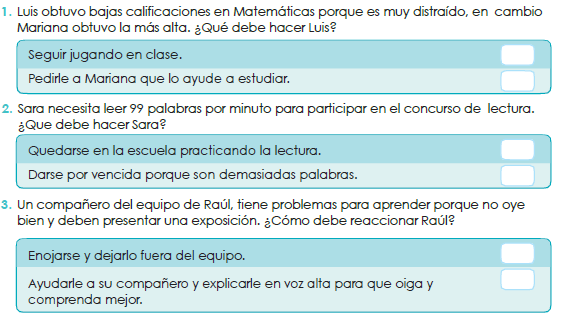 1. Luis obtuvo bajas calificaciones en Matemáticas porque es muy distraído, en cambio
Mariana obtuvo la más alta. ¿Qué debe hacer Luis?
Seguir jugando en clase.
Pedirle a Mariana que lo ayude a estudiar.
2. Sara necesita leer 99 palabras por minuto para participar en el concurso de lectura.
¿Que debe hacer Sara?
Quedarse en la escuela practicando la lectura.
Darse por vencida porque son demasiadas palabras.
3. Un compañero del equipo de Raúl, tiene problemas para aprender porque no oye
bien y deben presentar una exposición. ¿Cómo debe reaccionar Raúl?
Enojarse y dejarlo fuera del equipo.
Ayudarle a su compañero y explicarle en voz alta para que oiga y
comprenda mejor.